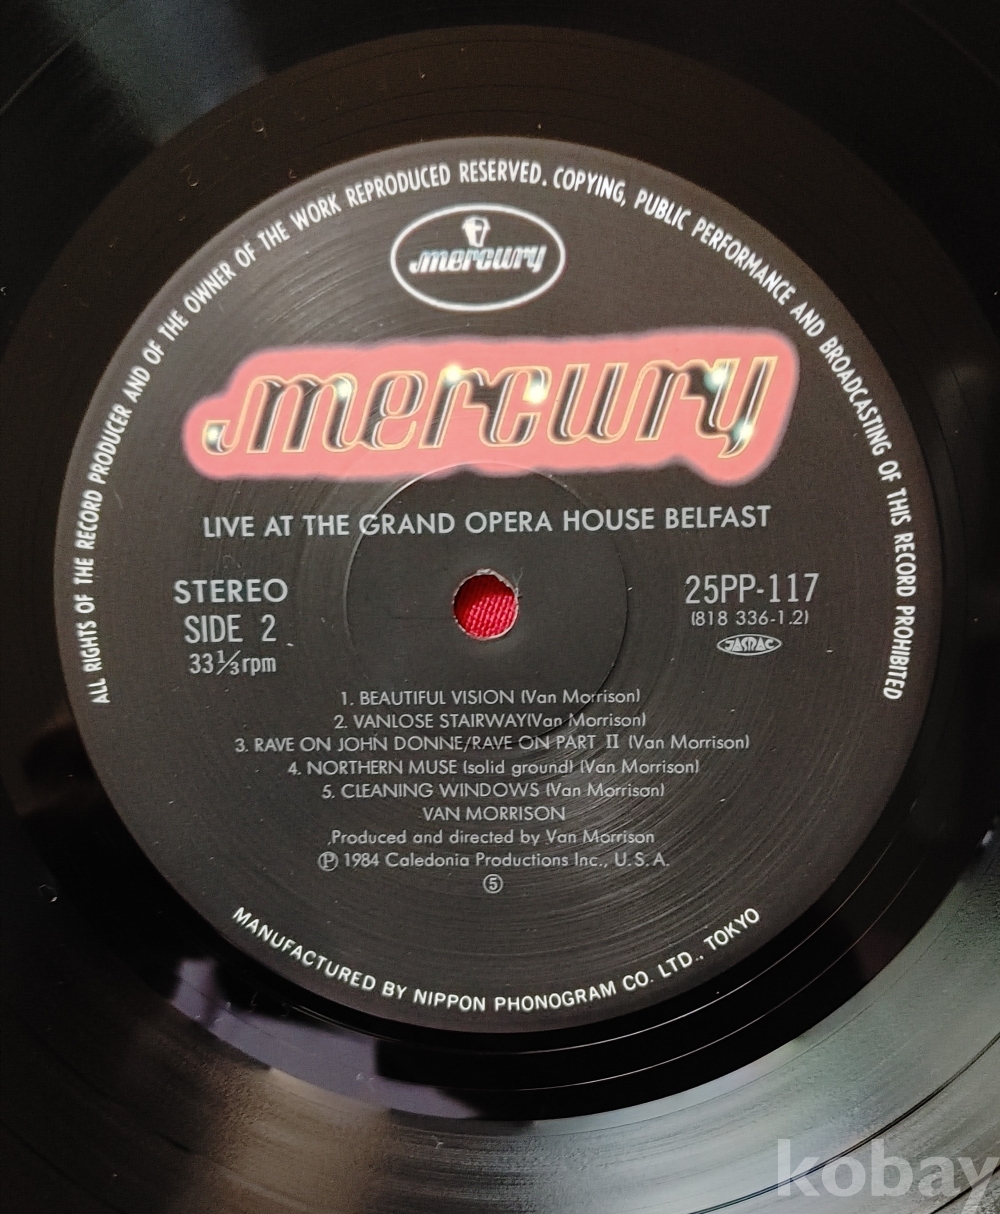 ALL RIGHTS OF THE RECORD PRODUCER AND OF THE OWNER OF THE WORK REPRODUCED RESERVED. COPYING, PUBLIC PERFORMANCE AND BROADCASTING OF THIS RECORD PROHIBITED
mercury
mercury
LIVE AT THE GRAND OPERA HOUSE BELFAST
STEREO
SIDE 2
33⅓rpm
25PP-117
(818 336-1.2)
JASRAC
1. BEAUTIFUL VISION (Van Morrison)
2. VANLOSE STAIRWAY(Van Morrison)
3. RAVE ON JOHN DONNE/RAVE ON PART II (Van Morrison)
4. NORTHERN MUSE (solid ground) (Van Morrison)
5. CLEANING WINDOWS (Van Morrison)
VAN MORRISON
Produced and directed by Van Morrison
Ⓟ 1984 Caledonia Productions Inc., U.S.A.
⑤
MANUFACTURED BY NIPPON PHONOGRAM CO. LTD., TOKYO
kobay